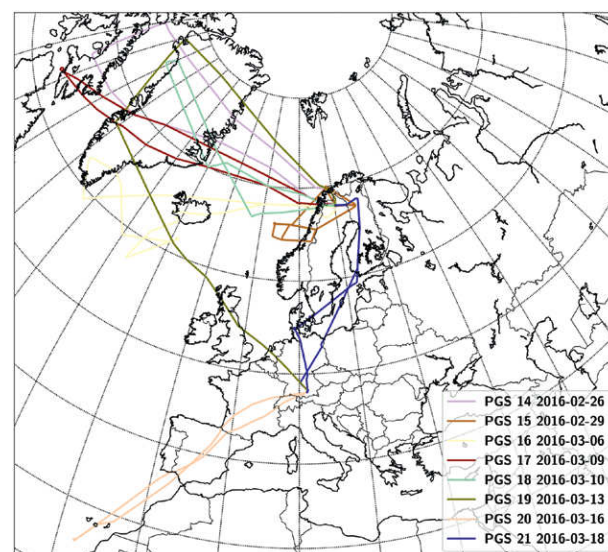 PGS 14 2016-02-26
PGS 15 2016-02-29
PGS 16 2016-03-06
PGS 17 2016-03-09
PGS 18 2016-03-10
PGS 19 2016-03-13
PGS 20 2016-03-16
PGS 21 2016-03-18